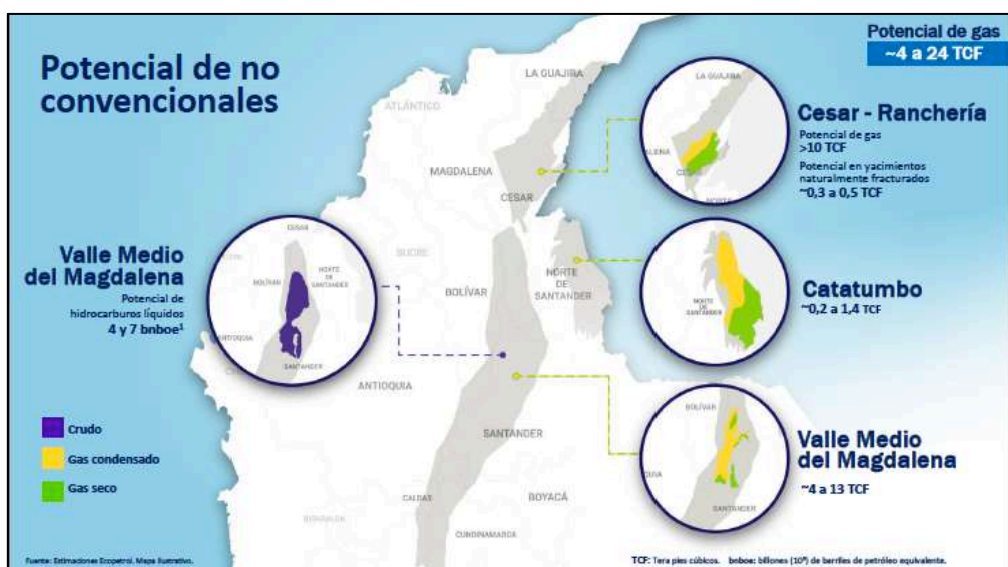 Potencial de no
convencionales
Potencial de gas
~4 a 24 TCF
LA GUAJIRA
ATLÁNTICO
MAGDALENA
CESAR
SUCRE
BOLÍVAR
NORTE
DE
SANTANDER
ANTIOQUIA
SANTANDER
CALDAS
BOYACÁ
CUNDINAMARCA
LA GUAJIRA
NORTE
Cesar - Ranchería
Potencial de gas
>10 TCF
Potencial en yacimientos
naturalmente fracturados
~0,3 a 0,5 TCF
NORTE DE
SANTANDER
Catatumbo
~0,2 a 1,4 TCF
BOLÍVAR
SANTANDER
Valle Medio
del Magdalena
~4 a 13 TCF
Valle Medio
del Magdalena
Potencial de
hidrocarburos líquidos
4 y 7 bnboe¹
CESAR
BOLÍVAR
NORTE
DE
SANTANDER
ANTIOQUIA
SANTANDER
Crudo
Gas condensado
Gas seco
Fuente: Estimaciones Ecopetrol. Mapa ilustrativo.
TCF: Tera pies cúbicos. bnboe: billones (10⁹) de barriles de petróleo equivalente.